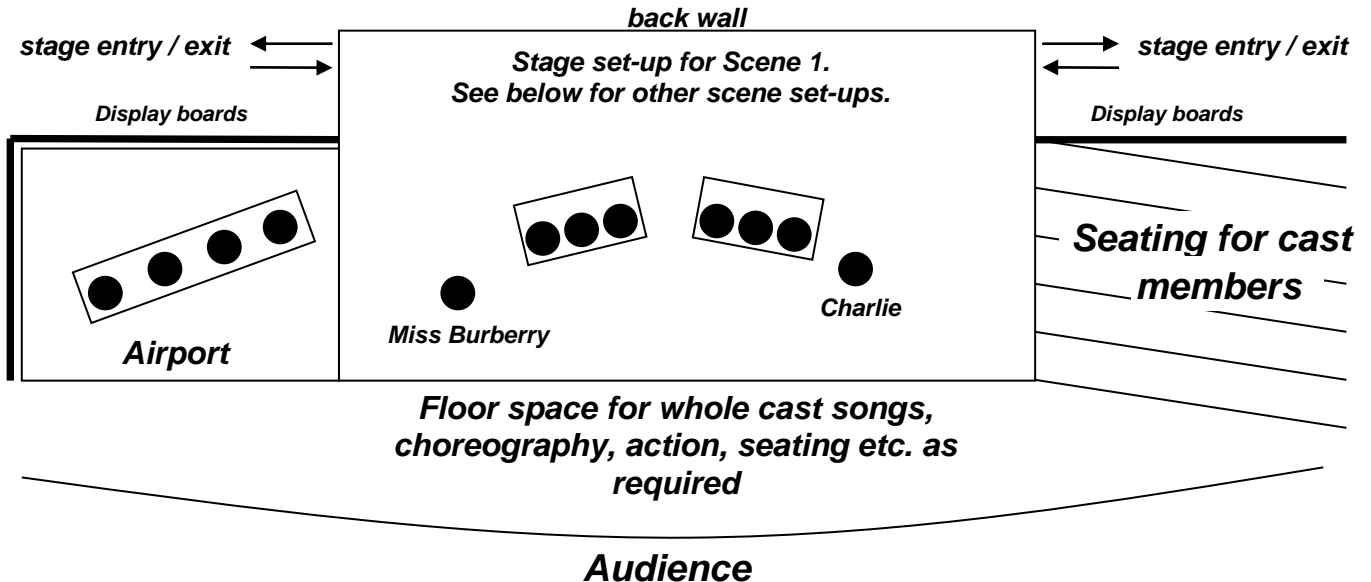 back wall
stage entry / exit
stage entry / exit
Stage set-up for Scene 1.
See below for other scene set-ups.
Display boards
Display boards
Seating for cast
members
Charlie
Miss Burberry
Airport
Floor space for whole cast songs,
choreography, action, seating etc. as
required
Audience